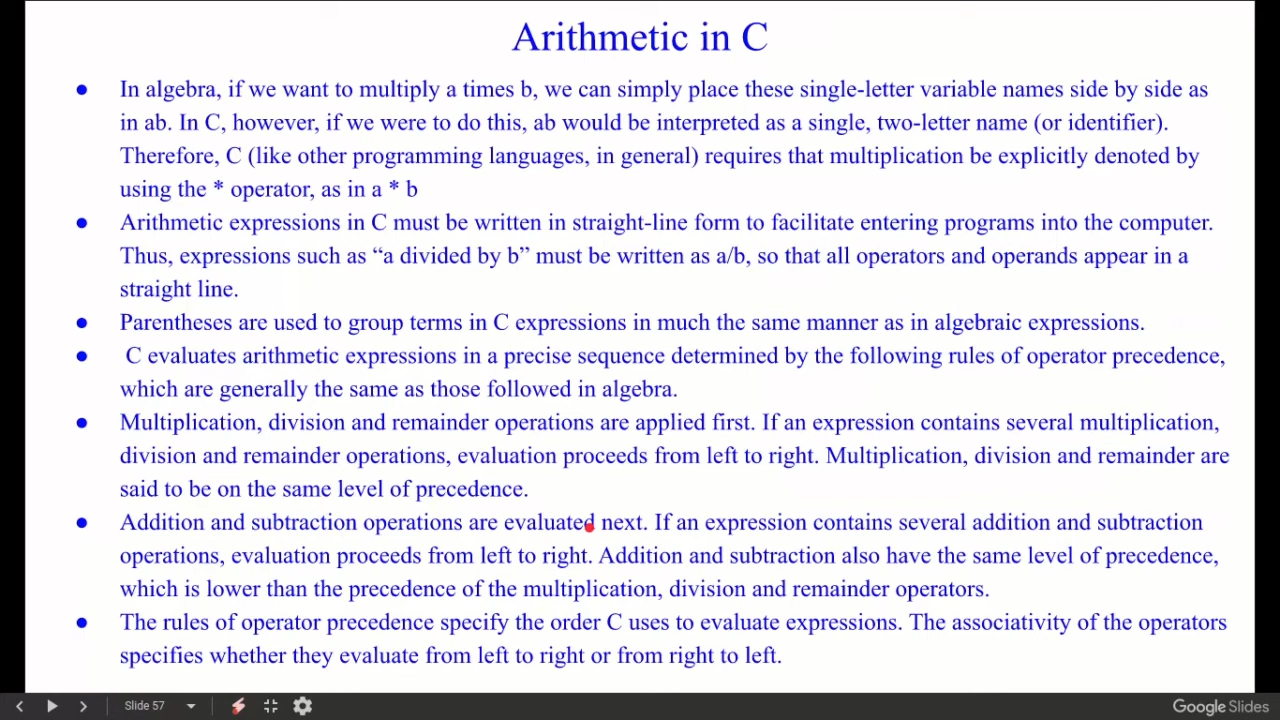 Arithmetic in C
● In algebra, if we want to multiply a times b, we can simply place these single-letter variable names side by side as
in ab. In C, however, if we were to do this, ab would be interpreted as a single, two-letter name (or identifier).
Therefore, C (like other programming languages, in general) requires that multiplication be explicitly denoted by
using the * operator, as in a * b
● Arithmetic expressions in C must be written in straight-line form to facilitate entering programs into the computer.
Thus, expressions such as “a divided by b” must be written as a/b, so that all operators and operands appear in a
straight line.
● Parentheses are used to group terms in C expressions in much the same manner as in algebraic expressions.
● C evaluates arithmetic expressions in a precise sequence determined by the following rules of operator precedence,
which are generally the same as those followed in algebra.
● Multiplication, division and remainder operations are applied first. If an expression contains several multiplication,
division and remainder operations, evaluation proceeds from left to right. Multiplication, division and remainder are
said to be on the same level of precedence.
● Addition and subtraction operations are evaluated next. If an expression contains several addition and subtraction
operations, evaluation proceeds from left to right. Addition and subtraction also have the same level of precedence,
which is lower than the precedence of the multiplication, division and remainder operators.
● The rules of operator precedence specify the order C uses to evaluate expressions. The associativity of the operators
specifies whether they evaluate from left to right or from right to left.
Slide 57
Google Slides